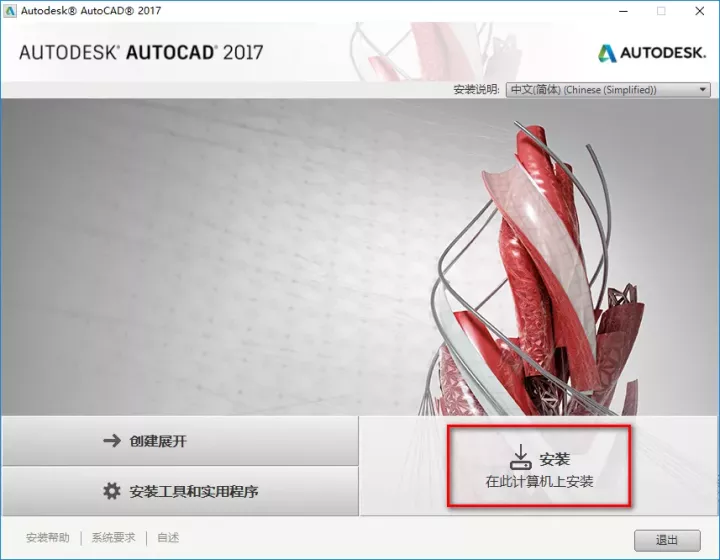 Autodesk® AutoCAD® 2017
AUTODESK® AUTOCAD® 2017
AUTODESK.
安装说明: 中文(简体) (Chinese (Simplified))
创建展开
安装工具和实用程序
安装
在此计算机上安装
安装帮助 | 系统要求 | 自述
退出